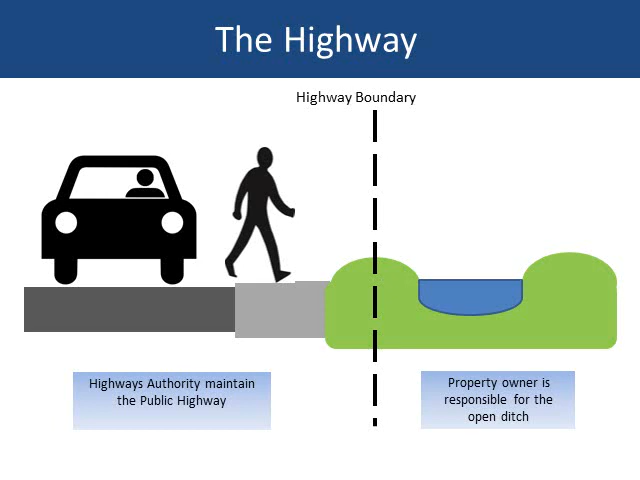 The Highway
Highway Boundary
Highways Authority maintain
the Public Highway
Property owner is
responsible for the
open ditch